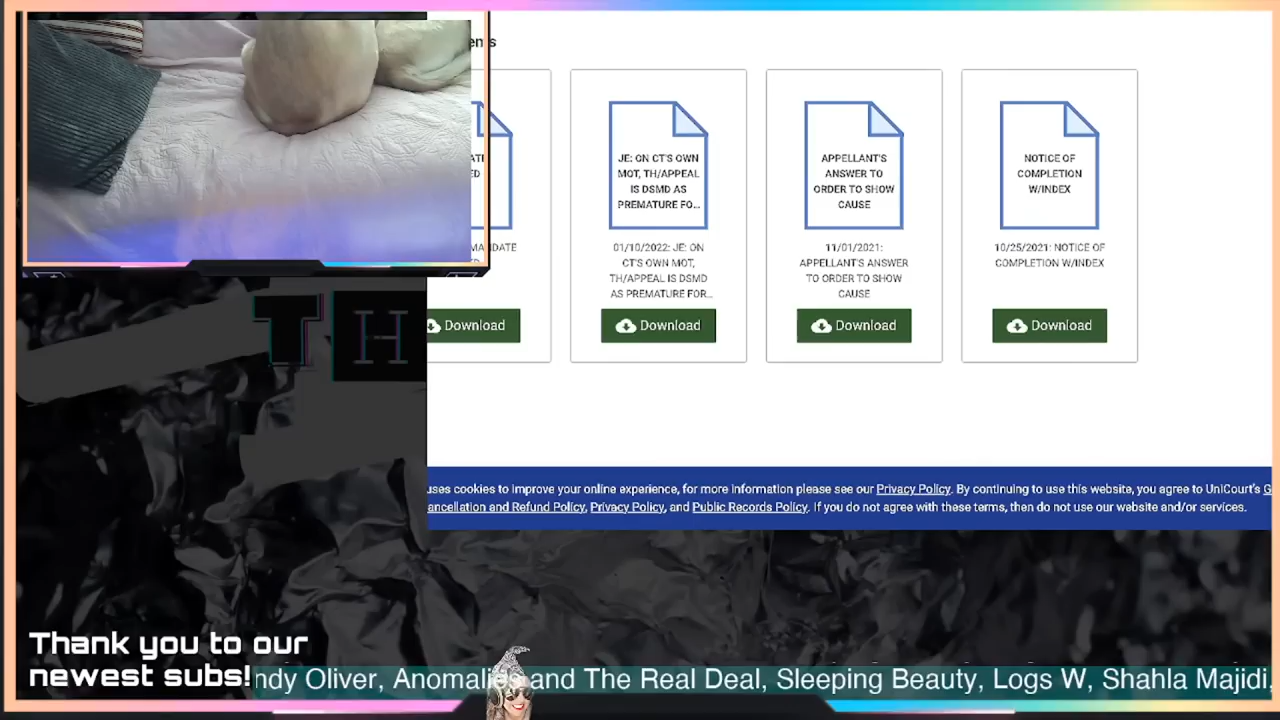 JE: ON CT'S OWN
MOT, TH/APPEAL
IS DSMD AS
PREMATURE FO...
01/10/2022: JE: ON
CT'S OWN MOT,
TH/APPEAL IS DSMD
AS PREMATURE FOR...
Download
APPELLANT'S
ANSWER TO
ORDER TO SHOW
CAUSE
11/01/2021:
APPELLANT'S ANSWER
TO ORDER TO SHOW
CAUSE
Download
NOTICE OF
COMPLETION
W/INDEX
10/25/2021: NOTICE OF
COMPLETION W/INDEX
Download
Download
TH
uses cookies to improve your online experience, for more information please see our Privacy Policy. By continuing to use this website, you agree to UniCourt's G
ancellation and Refund Policy, Privacy Policy, and Public Records Policy. If you do not agree with these terms, then do not use our website and/or services.
Thank you to our
newest subs!
ndy Oliver, Anomalies and The Real Deal, Sleeping Beauty, Logs W, Shahla Majidi,